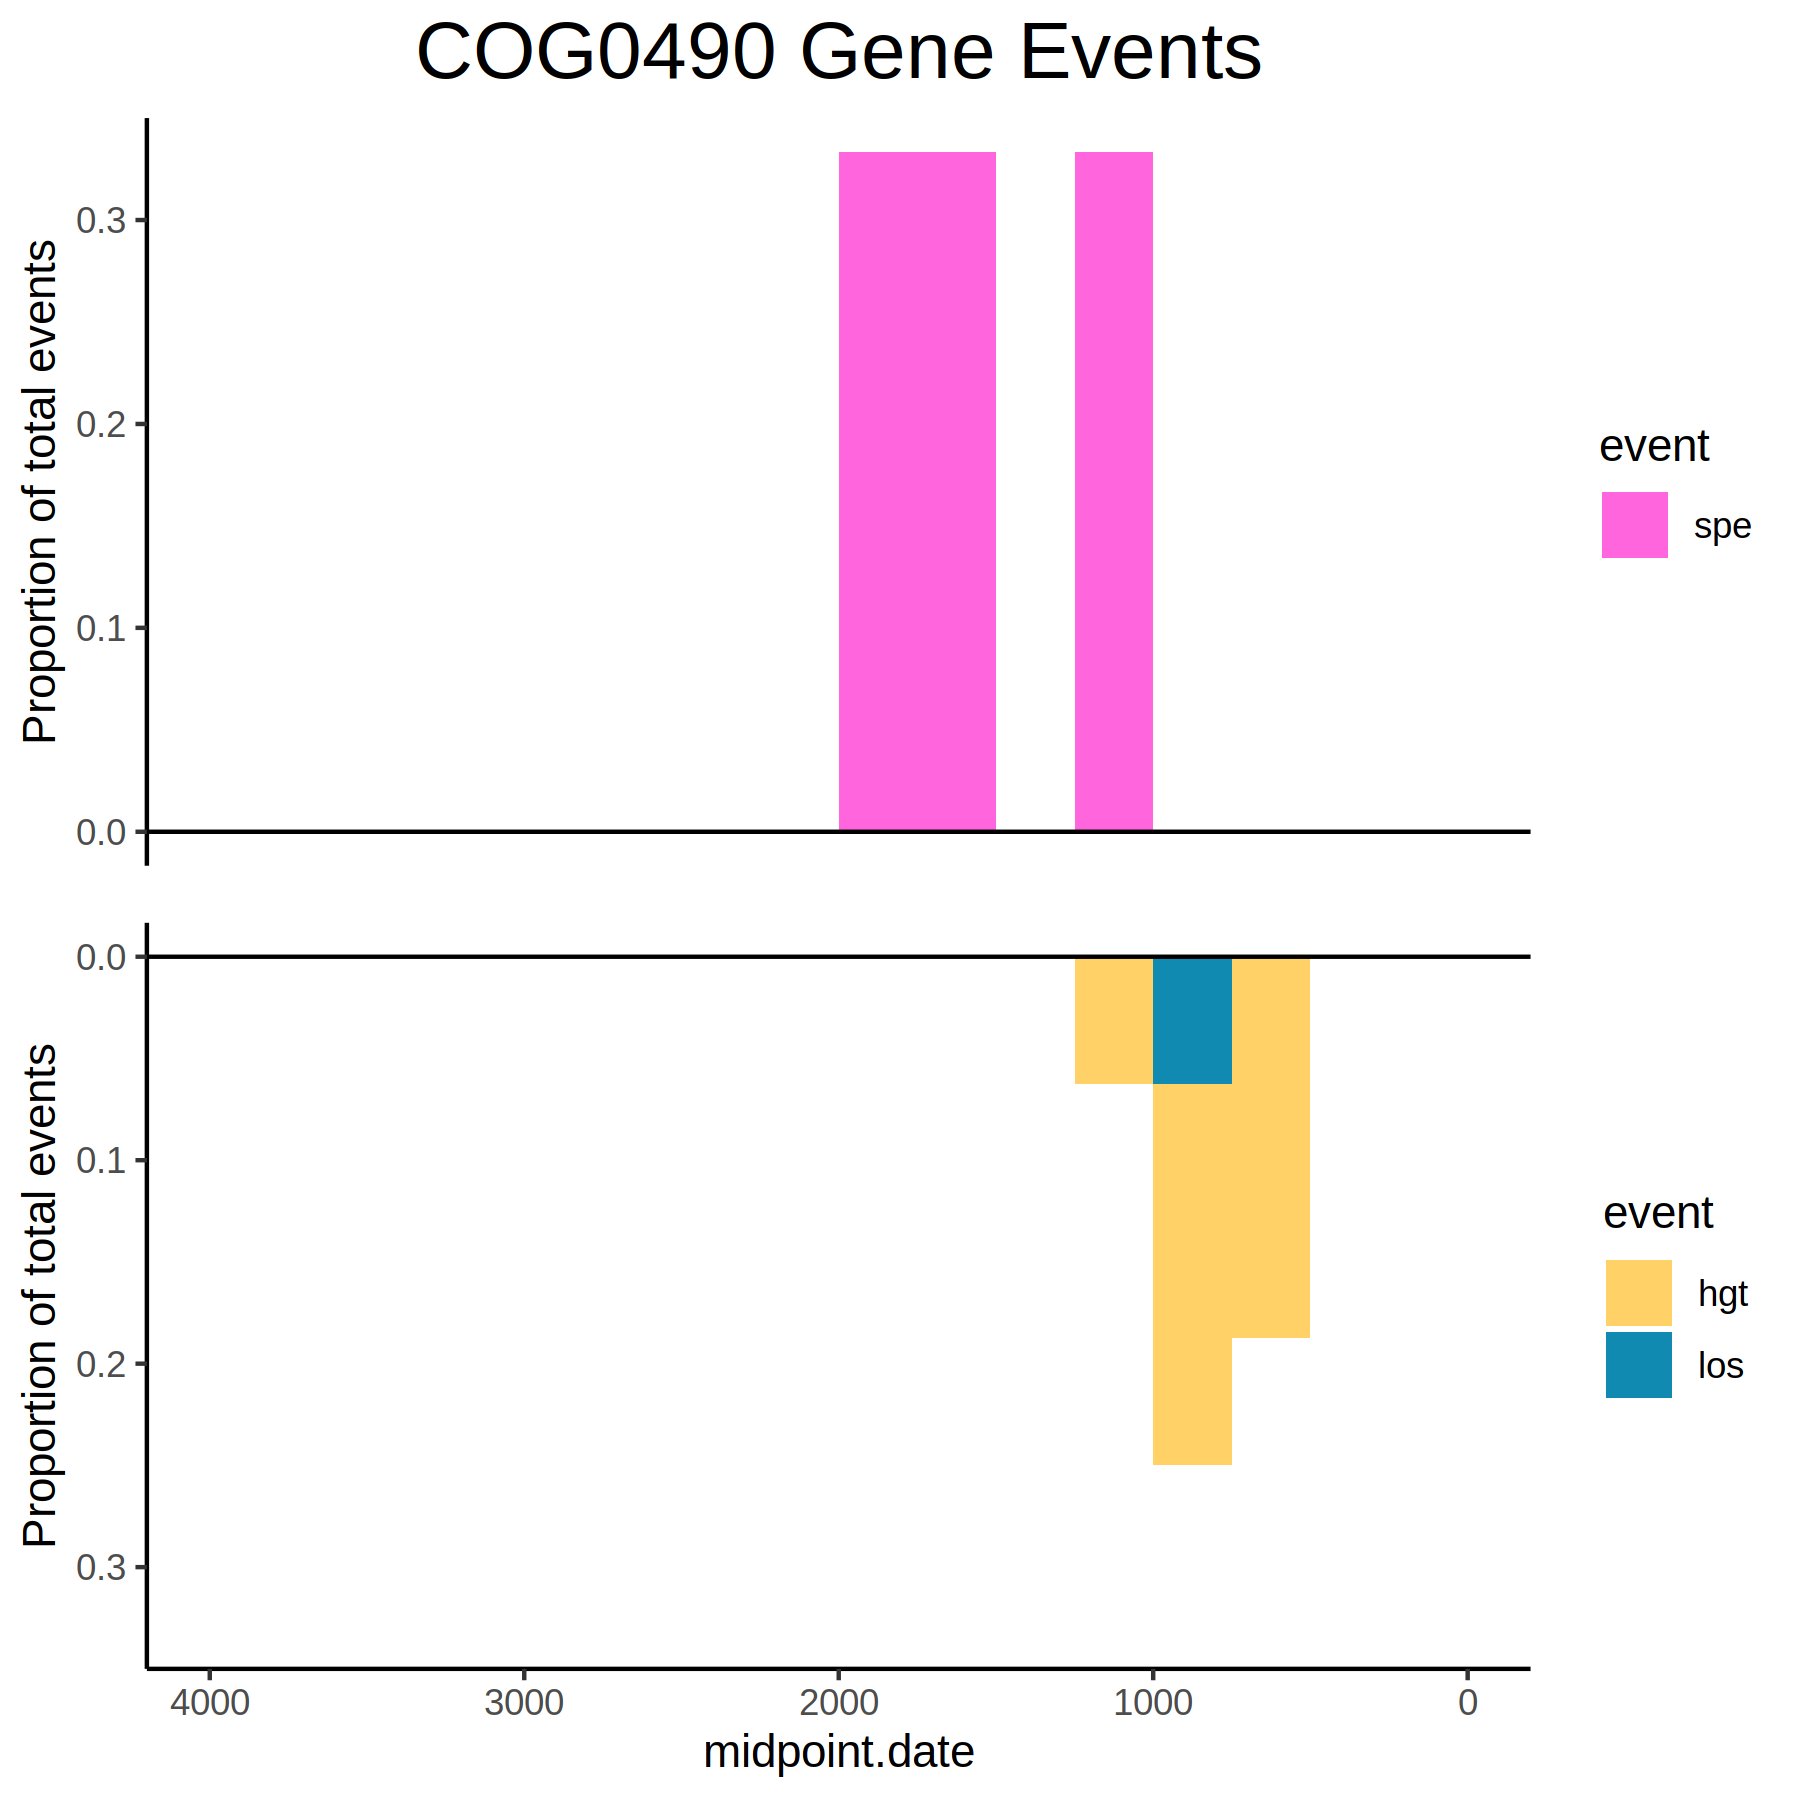 COG0490 Gene Events
Proportion of total events
0.3
0.2
0.1
0.0
event
spe
Proportion of total events
0.0
0.1
0.2
0.3
event
hgt
los
4000 3000 2000 1000 0
midpoint.date